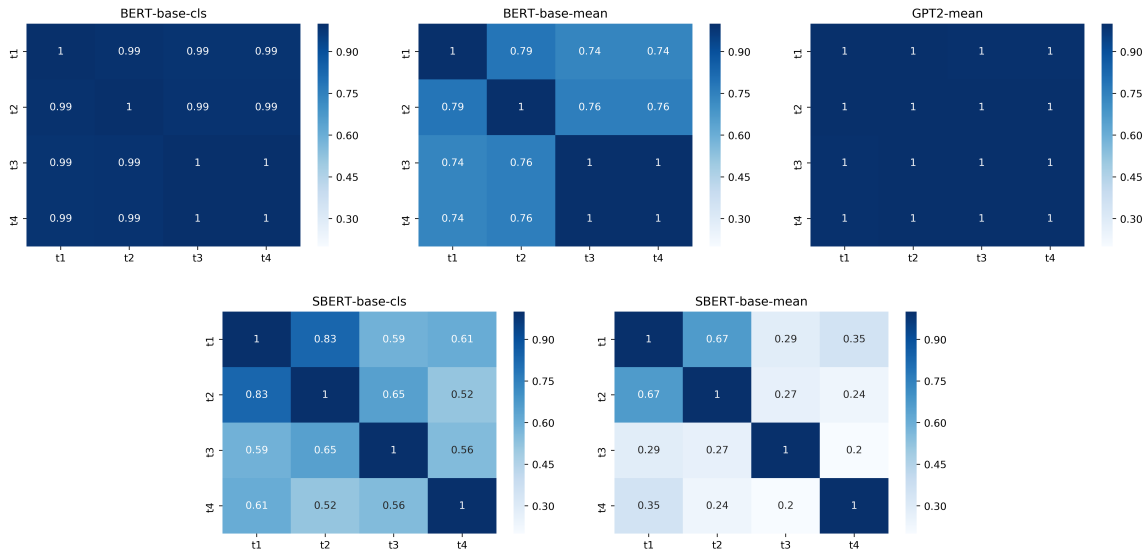 BERT-base-cls
t1 1 0.99 0.99 0.99
t2 0.99 1 0.99 0.99
t3 0.99 0.99 1 1
t4 0.99 0.99 1 1
t1 t2 t3 t4
0.90
0.75
0.60
0.45
0.30
BERT-base-mean
t1 1 0.79 0.74 0.74
t2 0.79 1 0.76 0.76
t3 0.74 0.76 1 1
t4 0.74 0.76 1 1
t1 t2 t3 t4
0.90
0.75
0.60
0.45
0.30
GPT2-mean
t1 1 1 1 1
t2 1 1 1 1
t3 1 1 1 1
t4 1 1 1 1
t1 t2 t3 t4
0.90
0.75
0.60
0.45
0.30
SBERT-base-cls
t1 1 0.83 0.59 0.61
t2 0.83 1 0.65 0.52
t3 0.59 0.65 1 0.56
t4 0.61 0.52 0.56 1
t1 t2 t3 t4
0.90
0.75
0.60
0.45
0.30
SBERT-base-mean
t1 1 0.67 0.29 0.35
t2 0.67 1 0.27 0.24
t3 0.29 0.27 1 0.2
t4 0.35 0.24 0.2 1
t1 t2 t3 t4
0.90
0.75
0.60
0.45
0.30